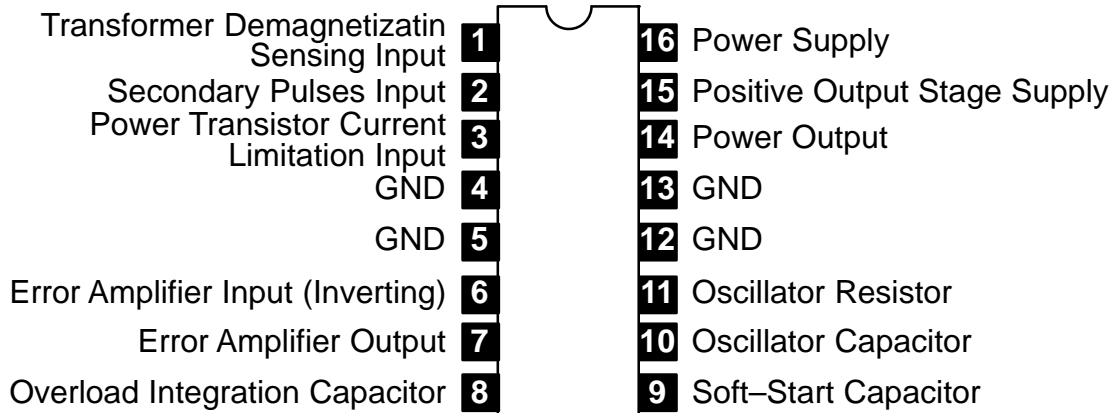 Transformer Demagnetizatin
Sensing Input 1
16 Power Supply
Secondary Pulses Input 2
15 Positive Output Stage Supply
Power Transistor Current
Limitation Input 3
14 Power Output
GND 4
13 GND
GND 5
12 GND
Error Amplifier Input (Inverting) 6
11 Oscillator Resistor
Error Amplifier Output 7
10 Oscillator Capacitor
Overload Integration Capacitor 8
9 Soft–Start Capacitor